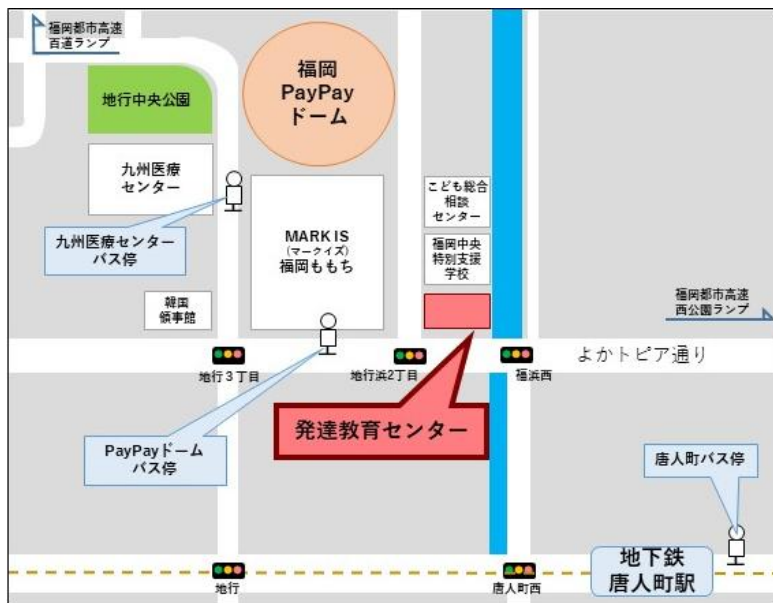 福岡都市高速
百道ランプ
地行中央公園
福岡
PayPay
ドーム
九州医療
センター
こども総合
相談
センター
九州医療センター
バス停
MARK IS
(マークイズ)
福岡ももち
福岡中央
特別支援
学校
韓国
領事館
福岡都市高速
西公園ランプ
よかトピア通り
地行3丁目
地行浜2丁目
福浜西
発達教育センター
PayPayドーム
バス停
唐人町バス停
地下鉄
唐人町駅
地行
唐人町西